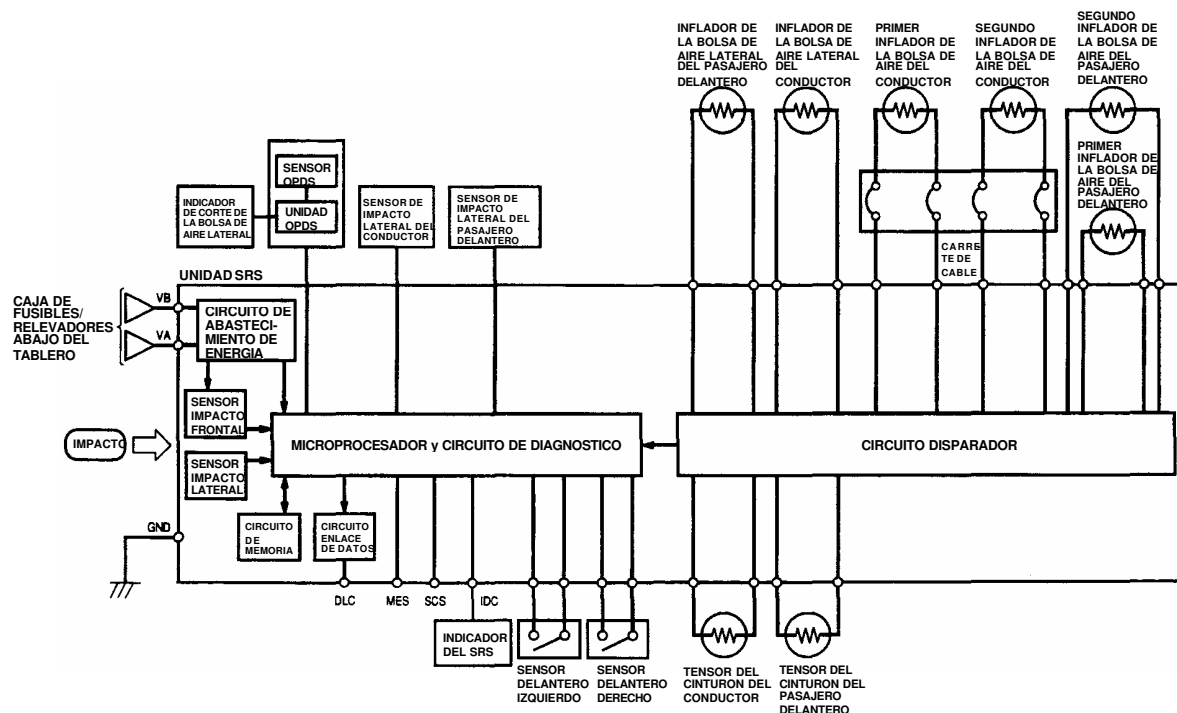 INFLADOR DE
LA BOLSA DE
AIRE LATERAL
DEL PASAJERO
DELANTERO
INFLADOR DE
LA BOLSA DE
AIRE LATERAL
DEL
CONDUCTOR
PRIMER
INFLADOR DE
LA BOLSA DE
AIRE DEL
CONDUCTOR
SEGUNDO
INFLADOR DE
LA BOLSA DE
AIRE DEL
CONDUCTOR
SEGUNDO
INFLADOR DE
LA BOLSA DE
AIRE DEL
PASAJERO
DELANTERO
PRIMER
INFLADOR DE
LA BOLSA DE
AIRE DEL
PASAJERO
DELANTERO
SENSOR
OPDS
UNIDAD
OPDS
INDICADOR
DE CORTE DE
LA BOLSA DE
AIRE LATERAL
SENSOR DE
IMPACTO
LATERAL DEL
CONDUCTOR
SENSOR DE
IMPACTO
LATERAL DEL
PASAJERO
DELANTERO
CARRE
TE DE
CABLE
UNIDAD SRS
CAJA DE
FUSIBLES/
RELEVADORES
ABAJO DEL
TABLERO
VB
VA
CIRCUITO DE
ABASTECI-
MIENTO DE
ENERGIA
SENSOR
IMPACTO
FRONTAL
IMPACTO
SENSOR
IMPACTO
LATERAL
MICROPROCESADOR y CIRCUITO DE DIAGNOSTICO
CIRCUITO DISPARADOR
GND
CIRCUITO
DE
MEMORIA
CIRCUITO
ENLACE
DE DATOS
DLC
MES
SCS
IDC
INDICADOR
DEL SRS
SENSOR
DELANTERO
IZQUIERDO
SENSOR
DELANTERO
DERECHO
TENSOR DEL
CINTURON DEL
CONDUCTOR
TENSOR DEL
CINTURON DEL
PASAJERO
DELANTERO